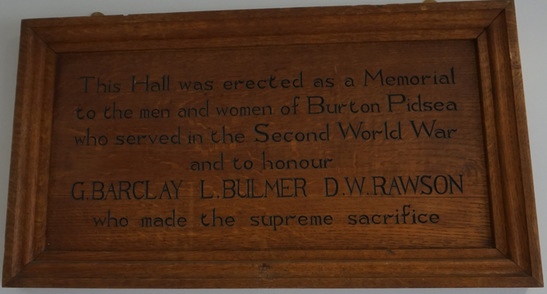 This Hall was erected as a Memorial
to the men and women of Burton Pidsea
who served in the Second World War
and to honour
G.BARCLAY L.BULMER D.W.RAWSON
who made the supreme sacrifice